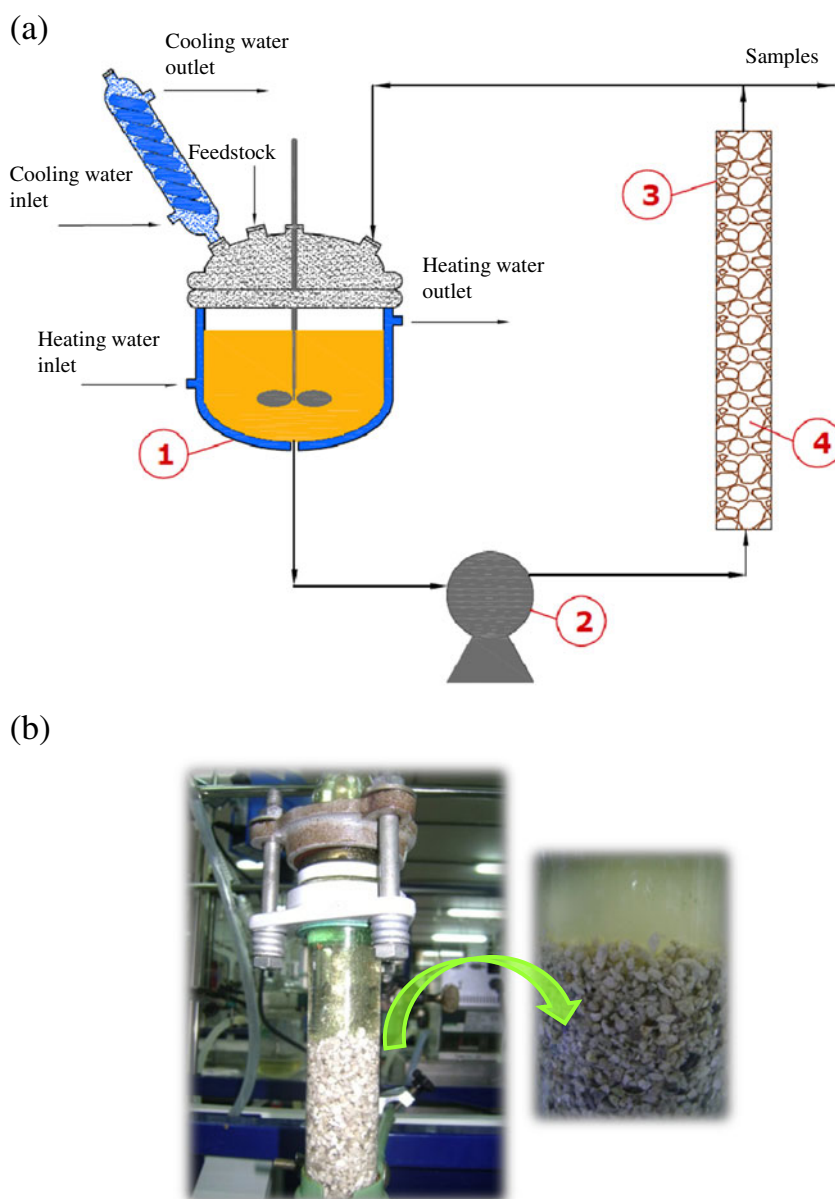 (a)
Cooling water
outlet
Samples
Feedstock
Cooling water
inlet
3
Heating water
outlet
Heating water
inlet
1
4
2
(b)